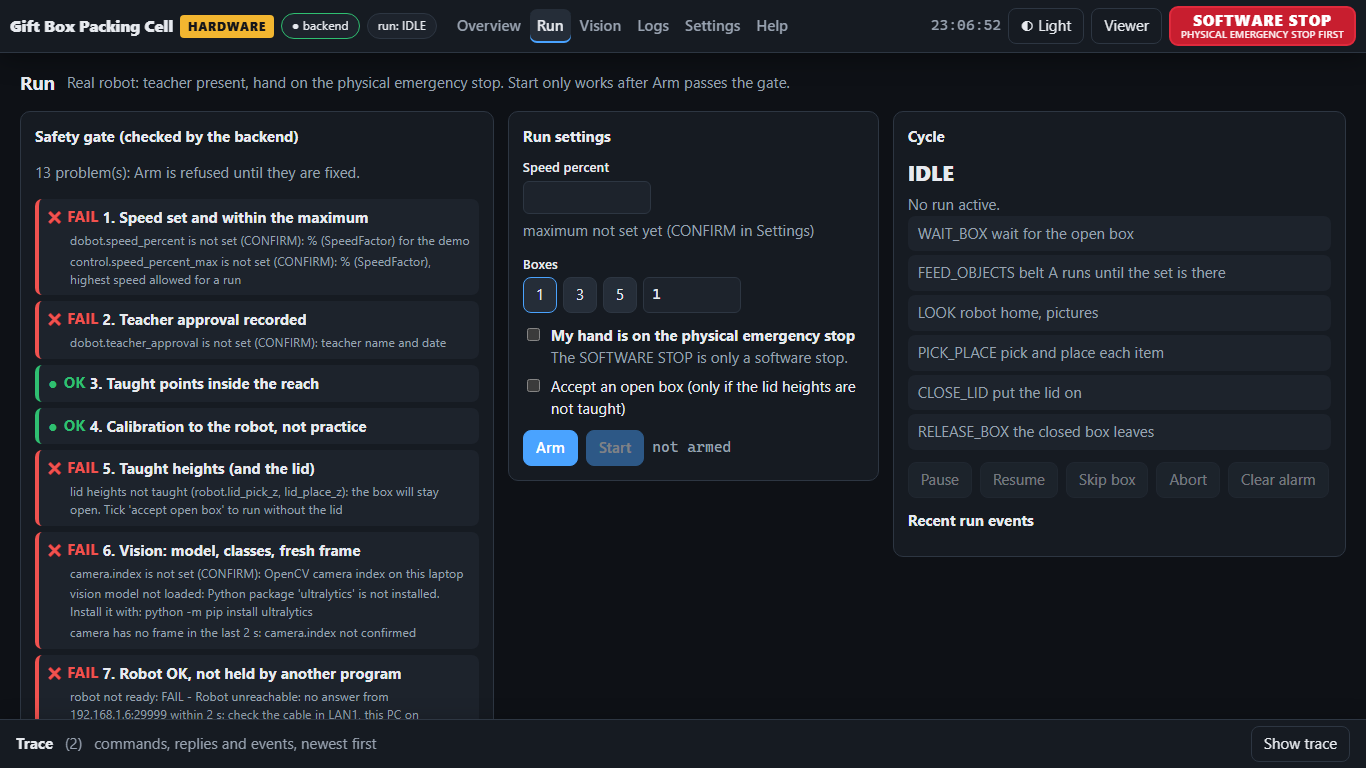 Gift Box Packing Cell HARDWARE ● backend run: IDLE Overview Run Vision Logs Settings Help 23:06:52 ◐ Light Viewer SOFTWARE STOP
PHYSICAL EMERGENCY STOP FIRST
Run Real robot: teacher present, hand on the physical emergency stop. Start only works after Arm passes the gate.
Safety gate (checked by the backend)
13 problem(s): Arm is refused until they are fixed.
❌ FAIL 1. Speed set and within the maximum
dobot.speed_percent is not set (CONFIRM): % (SpeedFactor) for the demo
control.speed_percent_max is not set (CONFIRM): % (SpeedFactor),
highest speed allowed for a run
❌ FAIL 2. Teacher approval recorded
dobot.teacher_approval is not set (CONFIRM): teacher name and date
● OK 3. Taught points inside the reach
● OK 4. Calibration to the robot, not practice
❌ FAIL 5. Taught heights (and the lid)
lid heights not taught (robot.lid_pick_z, lid_place_z): the box will stay
open. Tick 'accept open box' to run without the lid
❌ FAIL 6. Vision: model, classes, fresh frame
camera.index is not set (CONFIRM): OpenCV camera index on this laptop
vision model not loaded: Python package 'ultralytics' is not installed.
Install it with: python -m pip install ultralytics
camera has no frame in the last 2 s: camera.index not confirmed
❌ FAIL 7. Robot OK, not held by another program
robot not ready: FAIL - Robot unreachable: no answer from
192.168.1.6:29999 within 2 s: check the cable in LAN1, this PC on
Run settings
Speed percent
maximum not set yet (CONFIRM in Settings)
Boxes
1 3 5 1
My hand is on the physical emergency stop
The SOFTWARE STOP is only a software stop.
Accept an open box (only if the lid heights are
not taught)
Arm Start not armed
Cycle
IDLE
No run active.
WAIT_BOX wait for the open box
FEED_OBJECTS belt A runs until the set is there
LOOK robot home, pictures
PICK_PLACE pick and place each item
CLOSE_LID put the lid on
RELEASE_BOX the closed box leaves
Pause Resume Skip box Abort Clear alarm
Recent run events
Trace (2) commands, replies and events, newest first Show trace